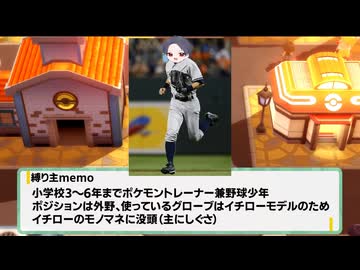 縛り主memo
小学校3〜6年までポケモントレーナー兼野球少年
ポジションは外野、使っているグローブはイチローモデルのため
イチローのモノマネに没頭（主にしぐさ）